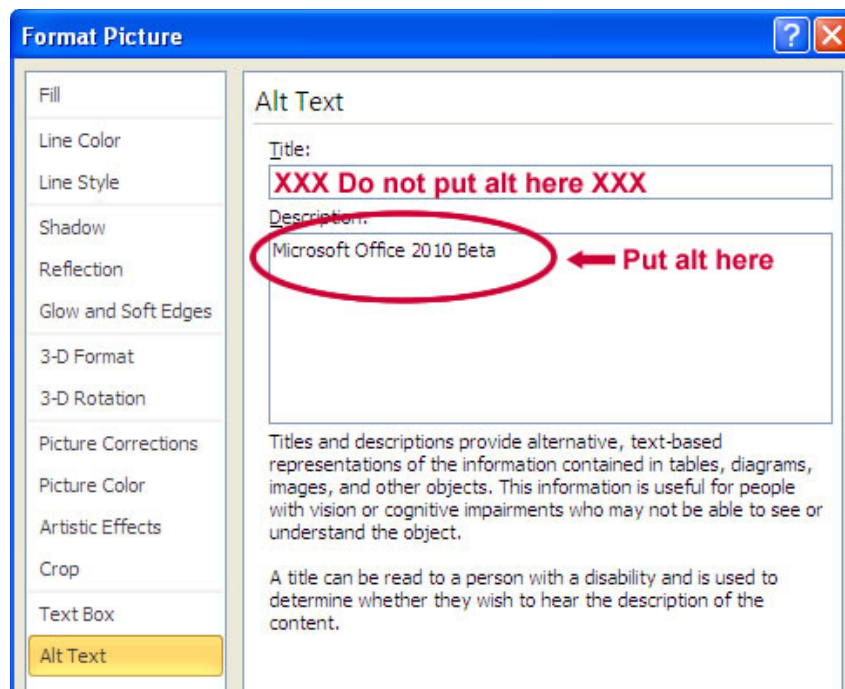 Format Picture
?
Fill
Line Color
Line Style
Shadow
Reflection
Glow and Soft Edges
3-D Format
3-D Rotation
Picture Corrections
Picture Color
Artistic Effects
Crop
Text Box
Alt Text
Alt Text
Title:
XXX Do not put alt here XXX
Description:
Microsoft Office 2010 Beta
Put alt here
Titles and descriptions provide alternative, text-based
representations of the information contained in tables, diagrams,
images, and other objects. This information is useful for people
with vision or cognitive impairments who may not be able to see or
understand the object.
A title can be read to a person with a disability and is used to
determine whether they wish to hear the description of the
content.